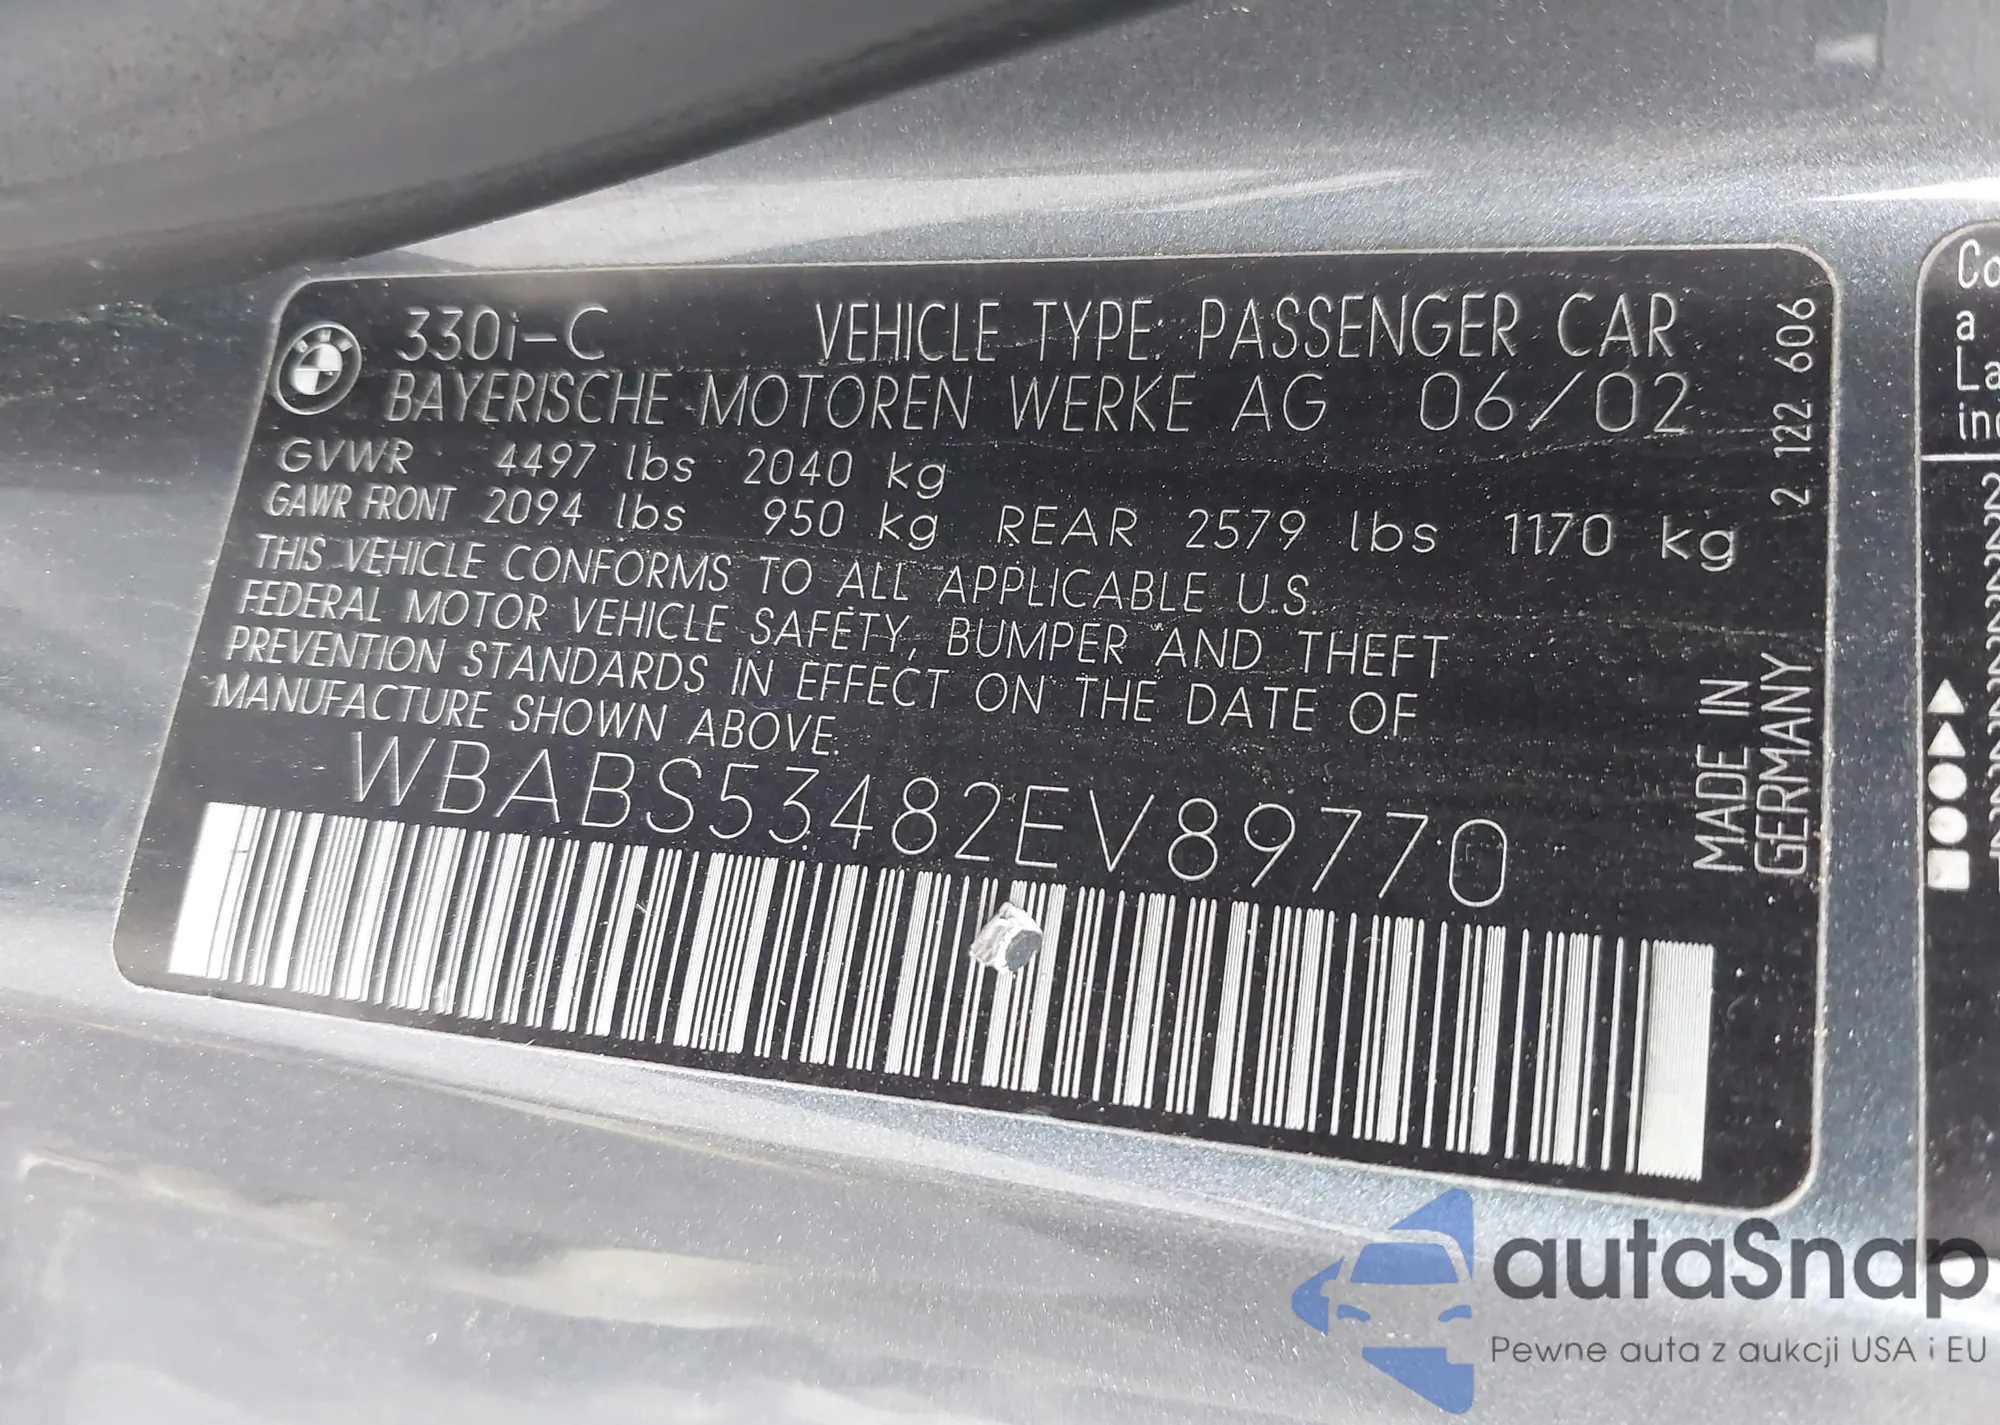 330i-C VEHICLE TYPE: PASSENGER CAR
BAYERISCHE MOTOREN WERKE AG 06/02
GVWR 4497 lbs 2040 kg
GAWR FRONT 2094 lbs 950 kg REAR 2579 lbs 1170 kg
THIS VEHICLE CONFORMS TO ALL APPLICABLE U.S.
FEDERAL MOTOR VEHICLE SAFETY, BUMPER AND THEFT
PREVENTION STANDARDS IN EFFECT ON THE DATE OF
MANUFACTURE SHOWN ABOVE.
WBABS53482EV89770
2 122 606
MADE IN
GERMANY
BMW
Co
a
La
autaSnap
Pewne auta z aukcji USA i EU